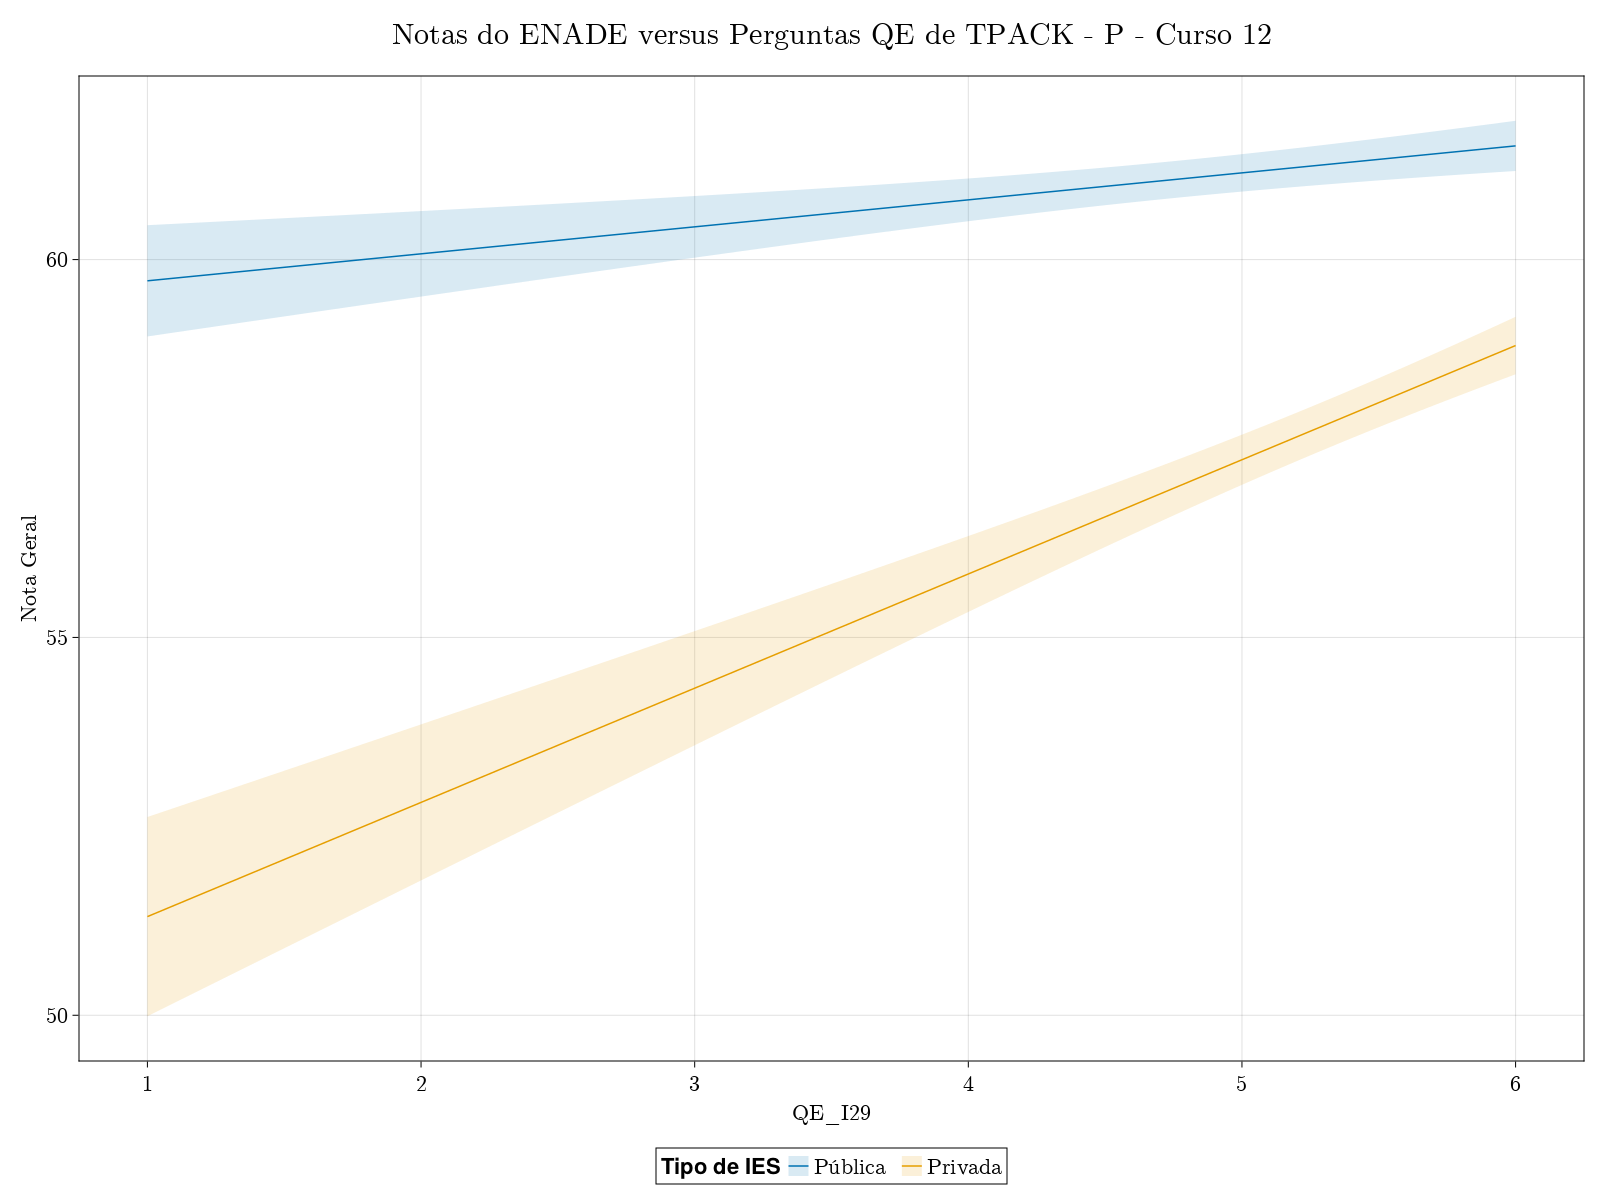 Notas do ENADE versus Perguntas QE de TPACK - P - Curso 12
Nota Geral
60
55
50
1 2 3 4 5 6
QE_I29
Tipo de IES Pública Privada